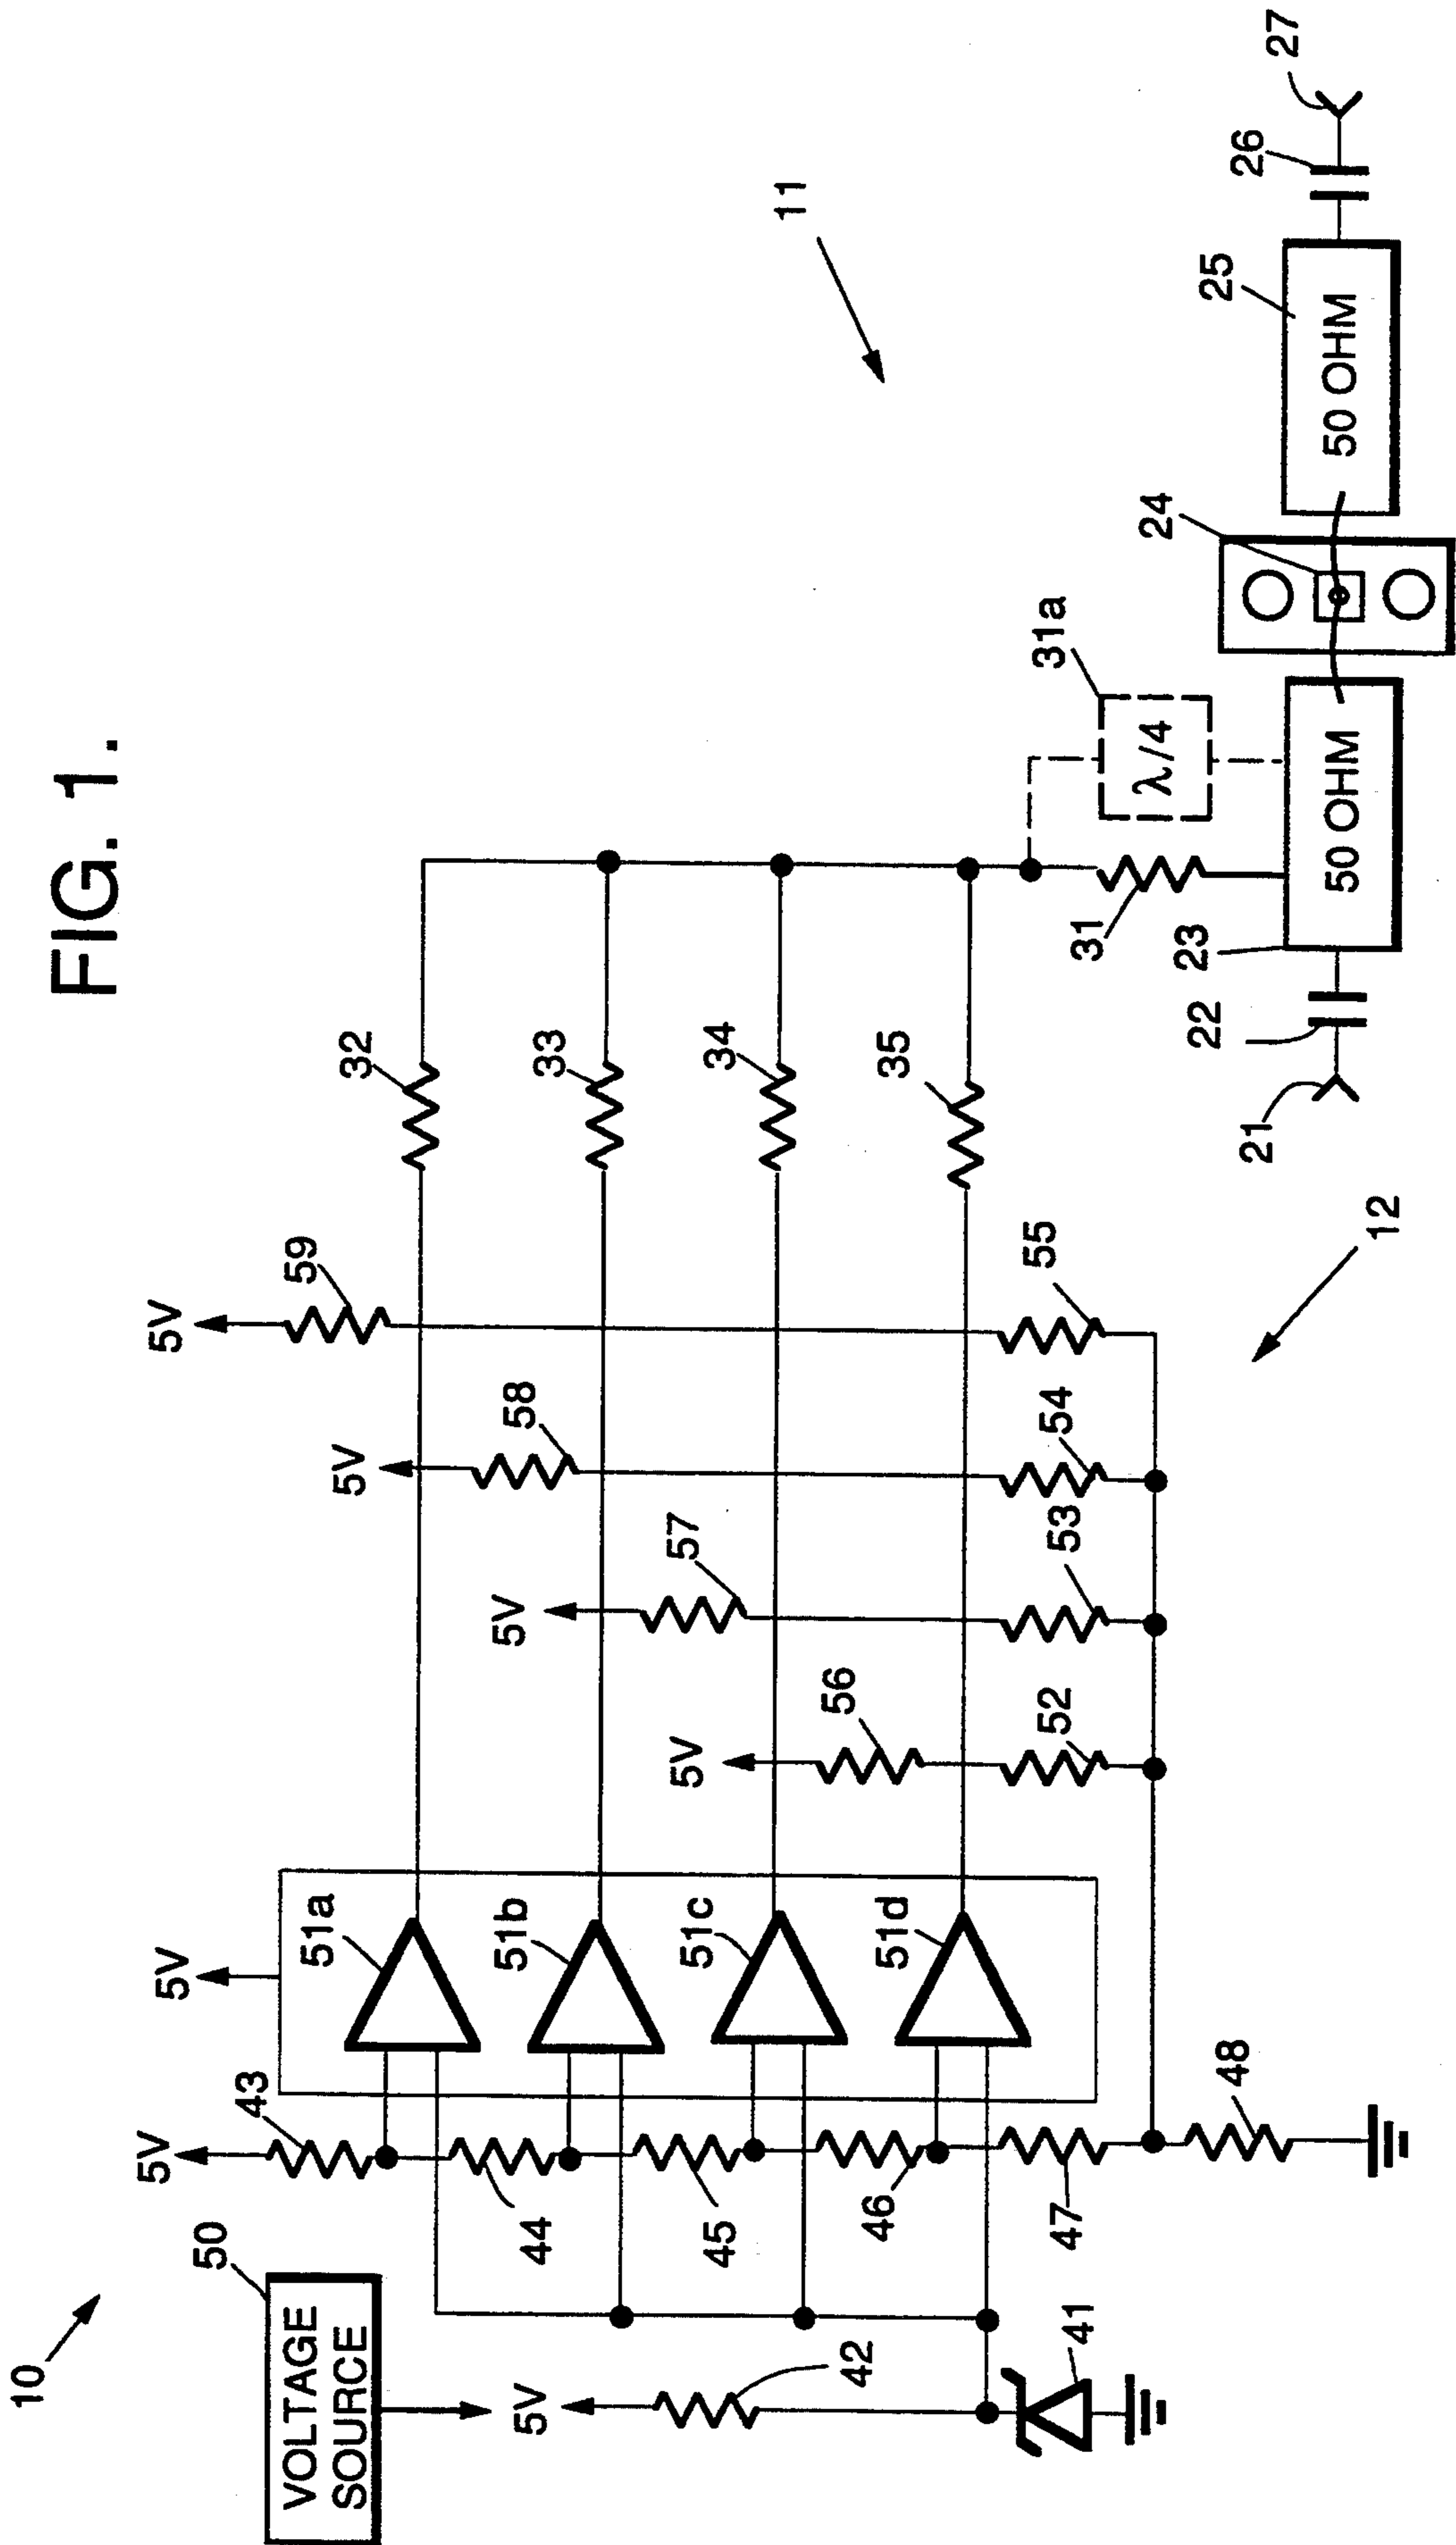 FIG. 1.
10
50
VOLTAGE
SOURCE
5V
42
41
5V
43
44
45
46
47
48
5V
51a
51b
51c
51d
5V
56
52
5V
57
53
5V
58
54
5V
59
55
12
32
33
34
35
11
31
31a
λ/4
21
22
23
50 OHM
24
25
50 OHM
26
27